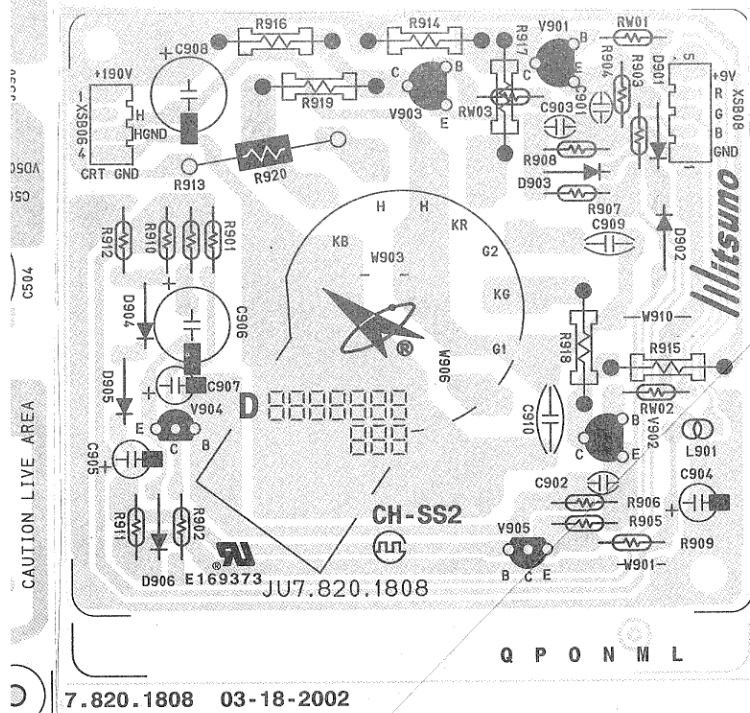 R916
R914
R917
V901
RW01
C908
B
+190V
R904
R903
D901
5
+9V
XSB06
H
HGND
4
CRT GND
R919
C
B
V903
E
RW03
C
E
C903
C901
R
G
B
GND
XSB08
1
R913
R920
R908
D903
R907
C909
D902
Mitsuno
R912
R910
R901
KB
H
H
KR
G2
KG
G1
W903
W906
®
C504
D904
C906
C907
D905
V904
E
C
B
C905
D
R918
W910
R915
RW02
C910
V902
B
C
E
L901
C902
C904
R906
R905
R909
W901
V905
B
C
E
CH-SS2
R911
R902
D906
E169373
JU7.820.1808
CAUTION LIVE AREA
Q P O N M L
7.820.1808 03-18-2002